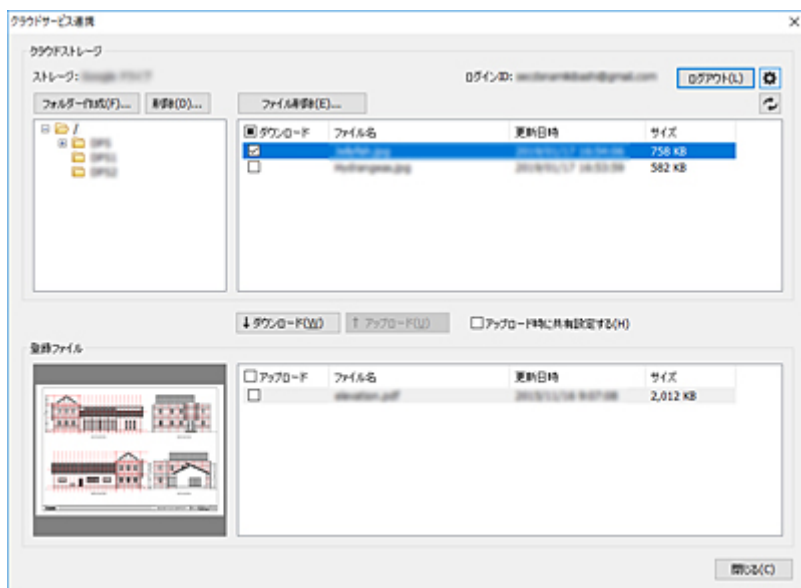 クラウドサービス連携
クラウドストレージ
ストレージ:
ログインID:
ログアウト(L)
フォルダー作成(F)... 削除(D)... ファイル削除(E)...
/
ダウンロード ファイル名 更新日時 サイズ
758 KB
582 KB
↓ダウンロード(W) ↑ アップロード(U) アップロード時に共有設定する(H)
登録ファイル
アップロード ファイル名 更新日時 サイズ
2,012 KB
閉じる(C)